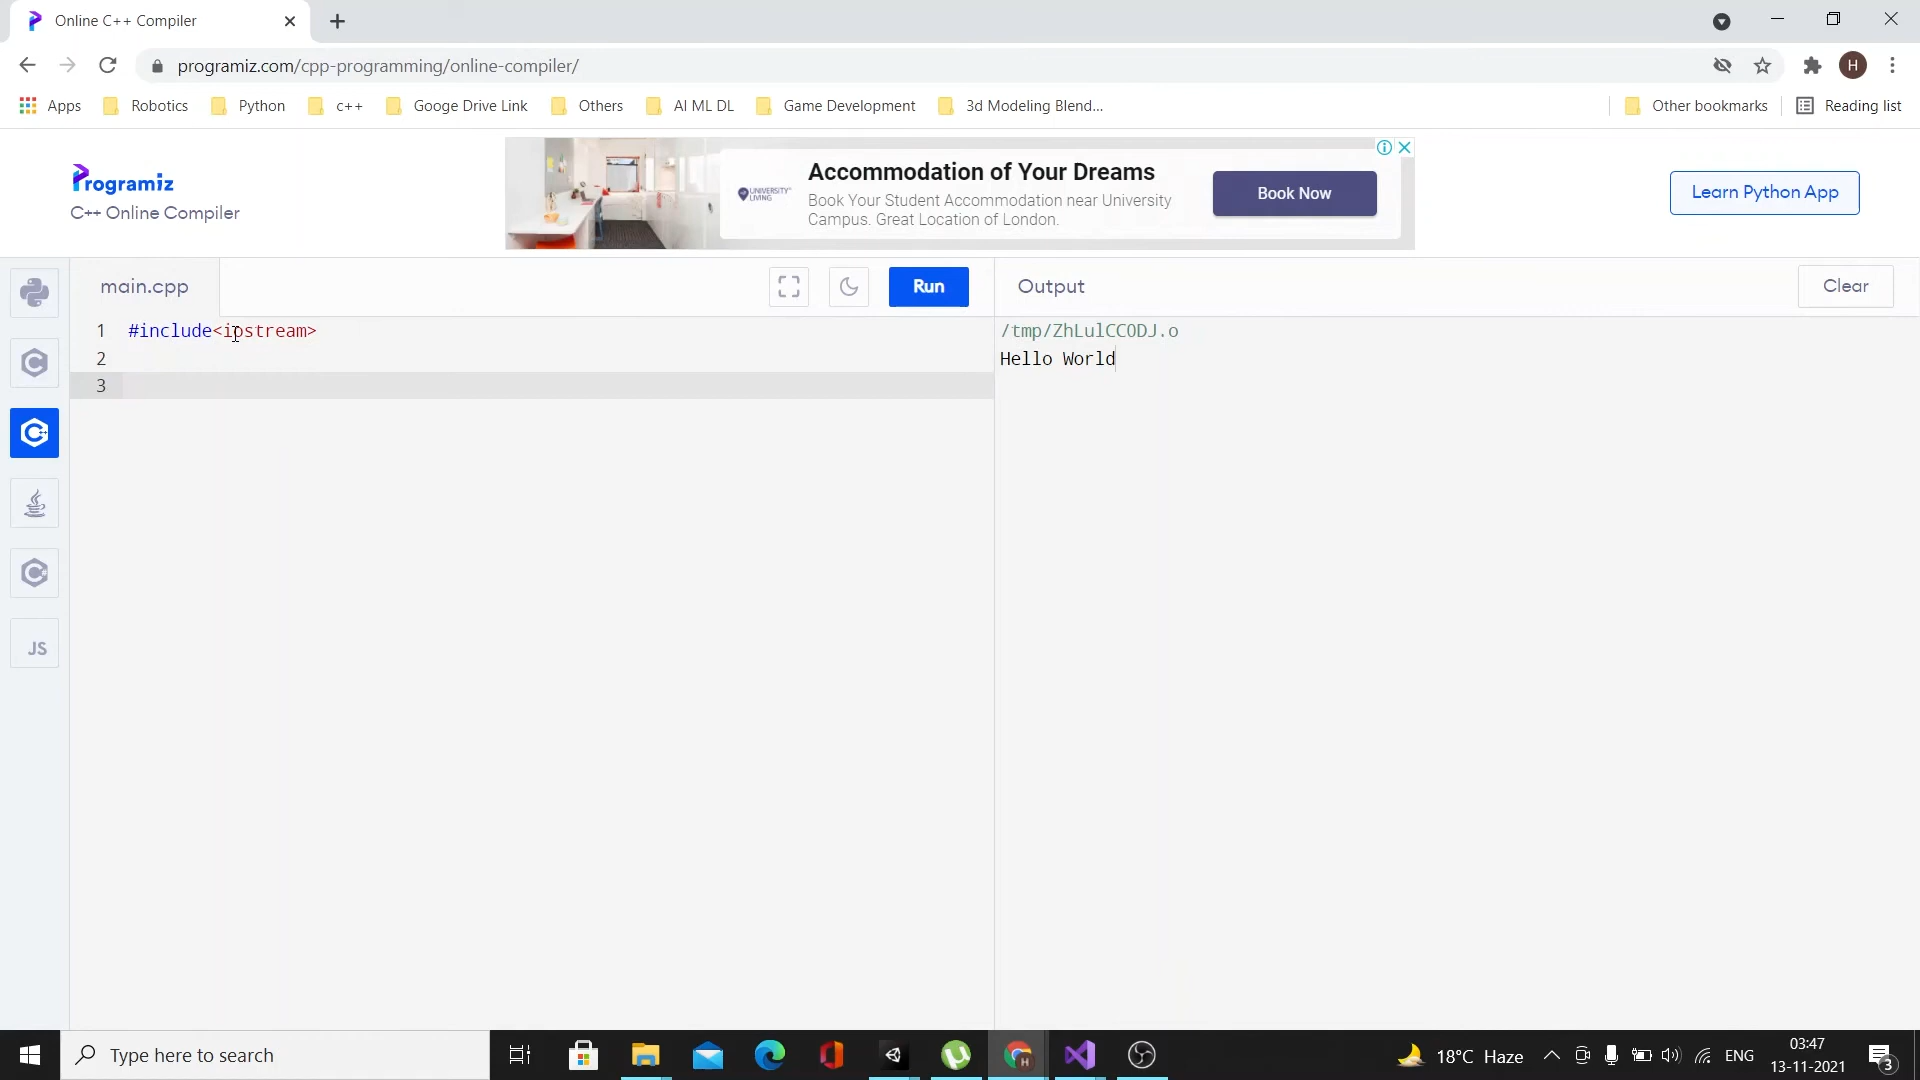 Online C++ Compiler
programiz.com/cpp-programming/online-compiler/
H
Apps Robotics Python c++ Googe Drive Link Others AI ML DL Game Development 3d Modeling Blend... Other bookmarks Reading list
Programiz
C++ Online Compiler
UNIVERSITY LIVING
Accommodation of Your Dreams
Book Your Student Accommodation near University
Campus. Great Location of London.
Book Now
Learn Python App
main.cpp
Run
Output
Clear
1 #include<iostream>
2
3
/tmp/ZhLulCCODJ.o
Hello World
JS
Type here to search
18°C Haze
ENG
03:47
13-11-2021
3